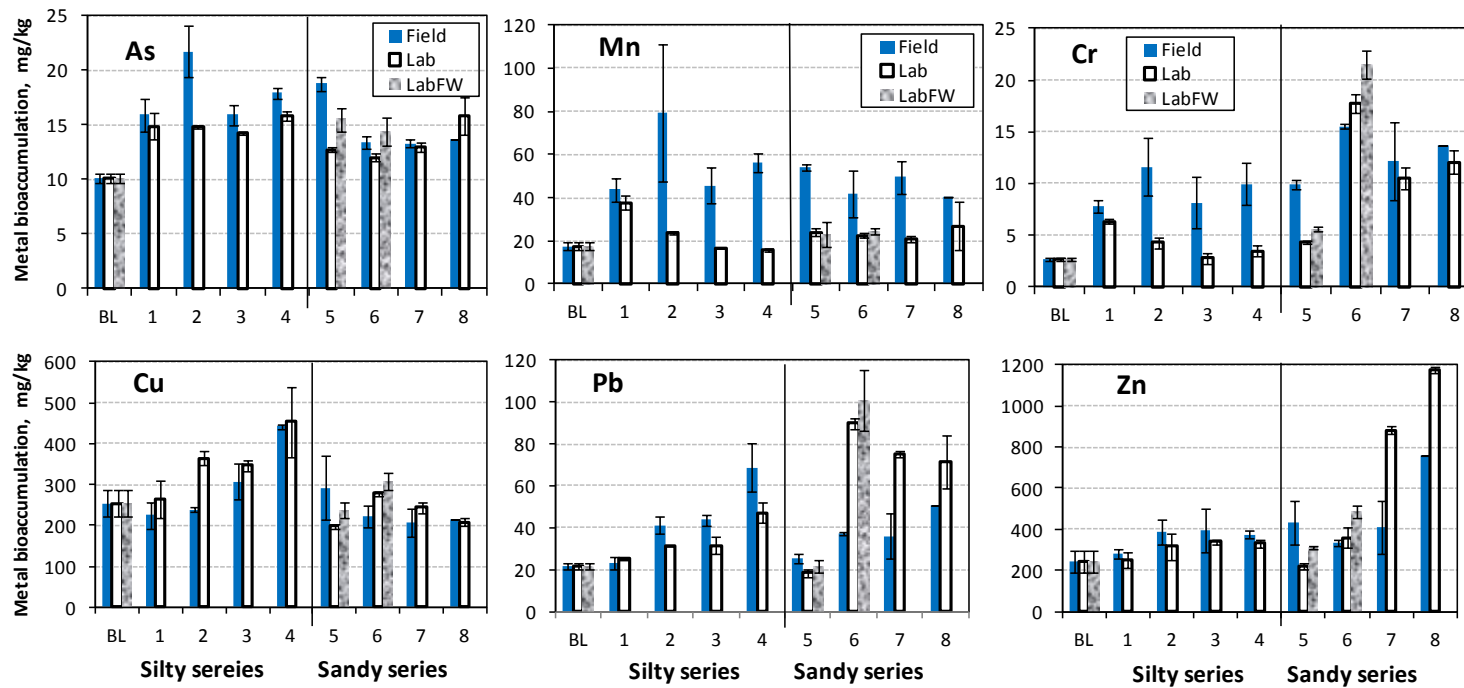 Metal bioaccumulation, mg/kg
25
20
15
10
5
0
As
Field
Lab
LabFW
BL 1 2 3 4 5 6 7 8
120
100
80
60
40
20
0
Mn
Field
Lab
LabFW
BL 1 2 3 4 5 6 7 8
25
20
15
10
5
0
Cr
Field
Lab
LabFW
BL 1 2 3 4 5 6 7 8
Metal bioaccumulation, mg/kg
600
500
400
300
200
100
0
Cu
BL 1 2 3 4 5 6 7 8
Silty sereies Sandy series
120
100
80
60
40
20
0
Pb
BL 1 2 3 4 5 6 7 8
Silty series Sandy series
1200
1000
800
600
400
200
0
Zn
BL 1 2 3 4 5 6 7 8
Silty series Sandy series